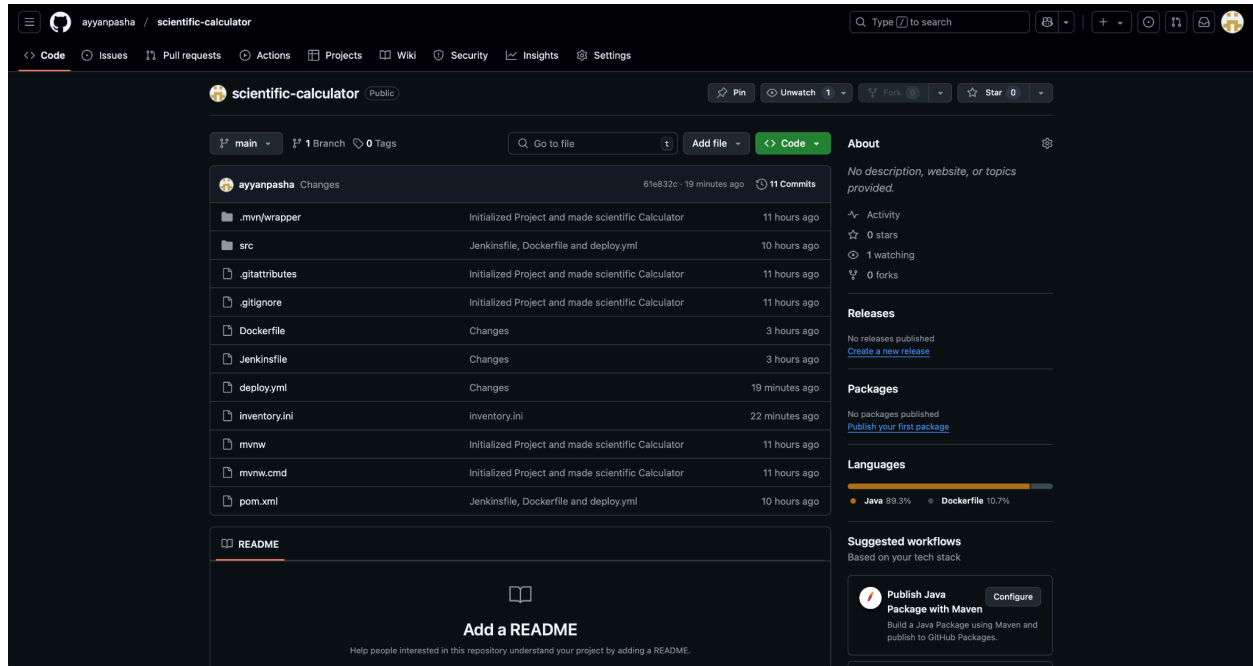 ayyanpasha / scientific-calculator
Type / to search
Code Issues Pull requests Actions Projects Wiki Security Insights Settings
scientific-calculator Public
Pin Unwatch 1 Fork 0 Star 0
main 1 Branch 0 Tags Go to file t Add file Code
ayyanpasha Changes 61e832c · 19 minutes ago 11 Commits
.mvn/wrapper Initialized Project and made scientific Calculator 11 hours ago
src Jenkinsfile, Dockerfile and deploy.yml 10 hours ago
.gitattributes Initialized Project and made scientific Calculator 11 hours ago
.gitignore Initialized Project and made scientific Calculator 11 hours ago
Dockerfile Changes 3 hours ago
Jenkinsfile Changes 3 hours ago
deploy.yml Changes 19 minutes ago
inventory.ini inventory.ini 22 minutes ago
mvnw Initialized Project and made scientific Calculator 11 hours ago
mvnw.cmd Initialized Project and made scientific Calculator 11 hours ago
pom.xml Jenkinsfile, Dockerfile and deploy.yml 10 hours ago
README
Add a README
Help people interested in this repository understand your project by adding a README.
About
No description, website, or topics
provided.
Activity
0 stars
1 watching
0 forks
Releases
No releases published
Create a new release
Packages
No packages published
Publish your first package
Languages
Java 89.3% Dockerfile 10.7%
Suggested workflows
Based on your tech stack
Publish Java
Package with Maven
Configure
Build a Java Package using Maven and
publish to GitHub Packages.